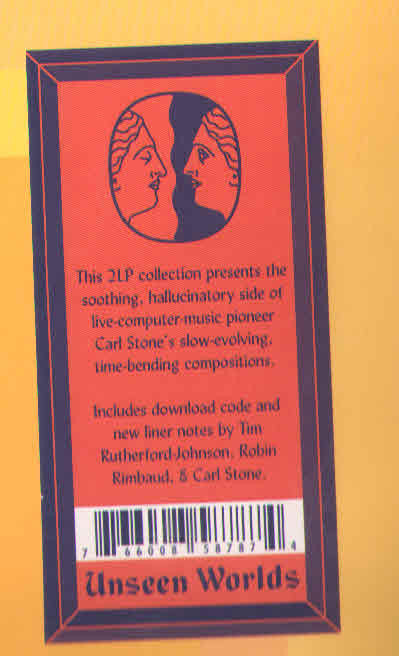 This 2LP collection presents the
soothing, hallucinatory side of
live-computer-music pioneer
Carl Stone's slow-evolving,
time-bending compositions.
Includes download code and
new liner notes by Tim
Rutherford-Johnson, Robin
Rimbaud, & Carl Stone.
7 66008 58787 4
Unseen Worlds